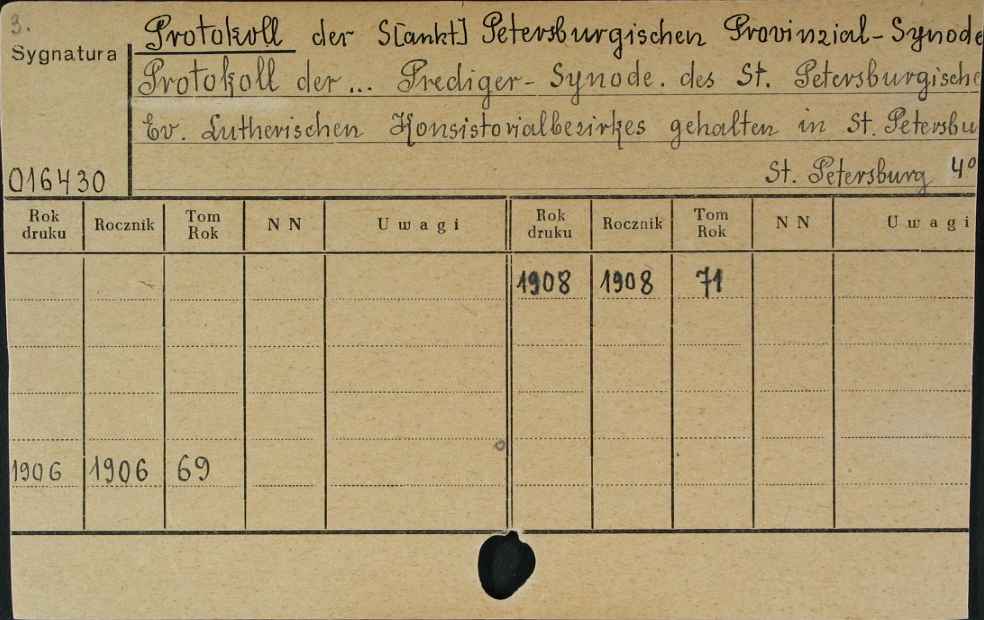 3.
Sygnatura
Protokoll der S[ankt] Petersburgischen Provinzial-Synode
Protokoll der... Prediger-Synode. des St. Petersburgische
Ev. Lutherischen Konsistorialbezirkes gehalten in St. Petersbu
016430
St. Petersburg 4°
Rok druku Rocznik Tom Rok NN Uwagi Rok druku Rocznik Tom Rok NN Uwagi
1908 1908 71
1906 1906 69